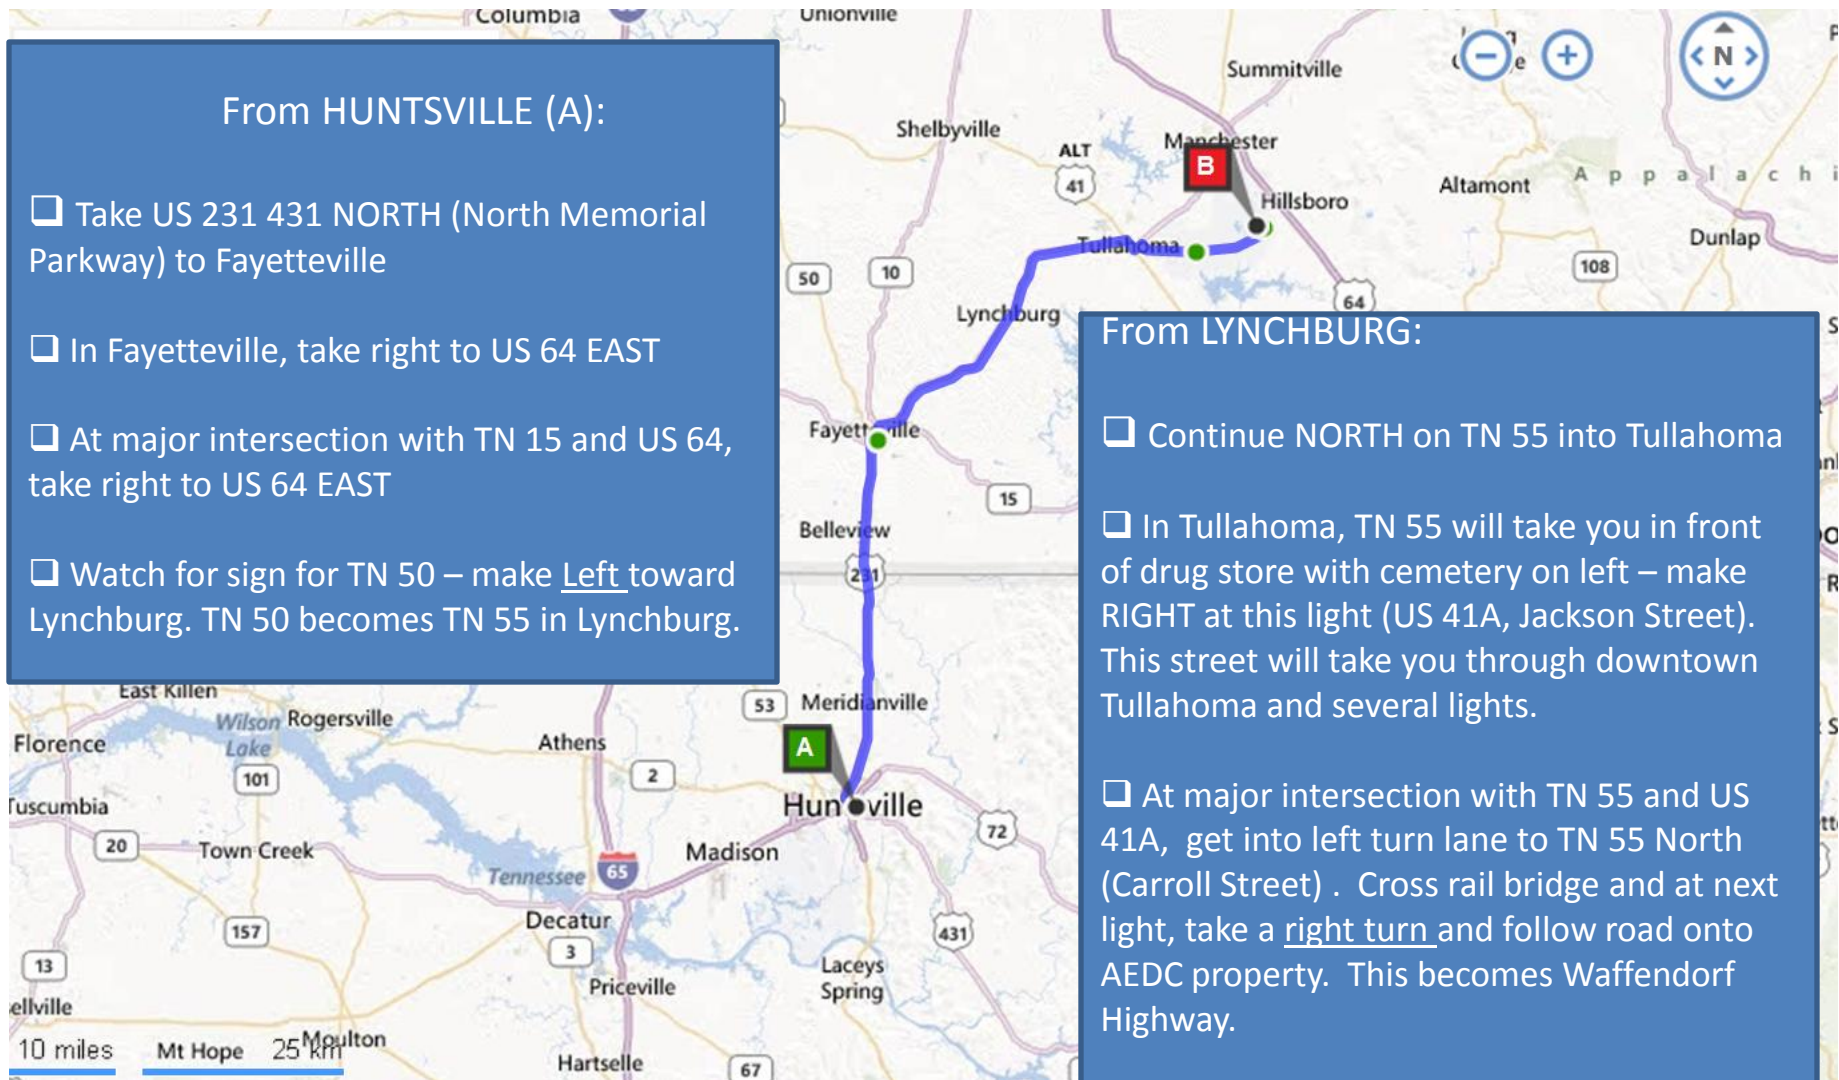 Columbia
Unionville
From HUNTSVILLE (A):
❑ Take US 231 431 NORTH (North Memorial
Parkway) to Fayetteville
❑ In Fayetteville, take right to US 64 EAST
❑ At major intersection with TN 15 and US 64,
take right to US 64 EAST
❑ Watch for sign for TN 50 – make Left toward
Lynchburg. TN 50 becomes TN 55 in Lynchburg.
Summitville
N
Shelbyville
ALT
41
Manchester
B
Hillsboro
Altamont
Appalachi
Tullahoma
Dunlap
50
10
108
64
Lynchburg
Fayetteville
15
Belleview
231
From LYNCHBURG:
❑ Continue NORTH on TN 55 into Tullahoma
❑ In Tullahoma, TN 55 will take you in front
of drug store with cemetery on left – make
RIGHT at this light (US 41A, Jackson Street).
This street will take you through downtown
Tullahoma and several lights.
❑ At major intersection with TN 55 and US
41A, get into left turn lane to TN 55 North
(Carroll Street) . Cross rail bridge and at next
light, take a right turn and follow road onto
AEDC property. This becomes Waffendorf
Highway.
East Killen
Wilson
Lake
Rogersville
53
Meridianville
Florence
Athens
A
101
2
Tuscumbia
Huntsville
72
20
Town Creek
Madison
Tennessee
65
Decatur
157
3
431
13
Laceys
Spring
Priceville
ellville
Moulton
10 miles
Mt Hope
25 km
Hartselle
67